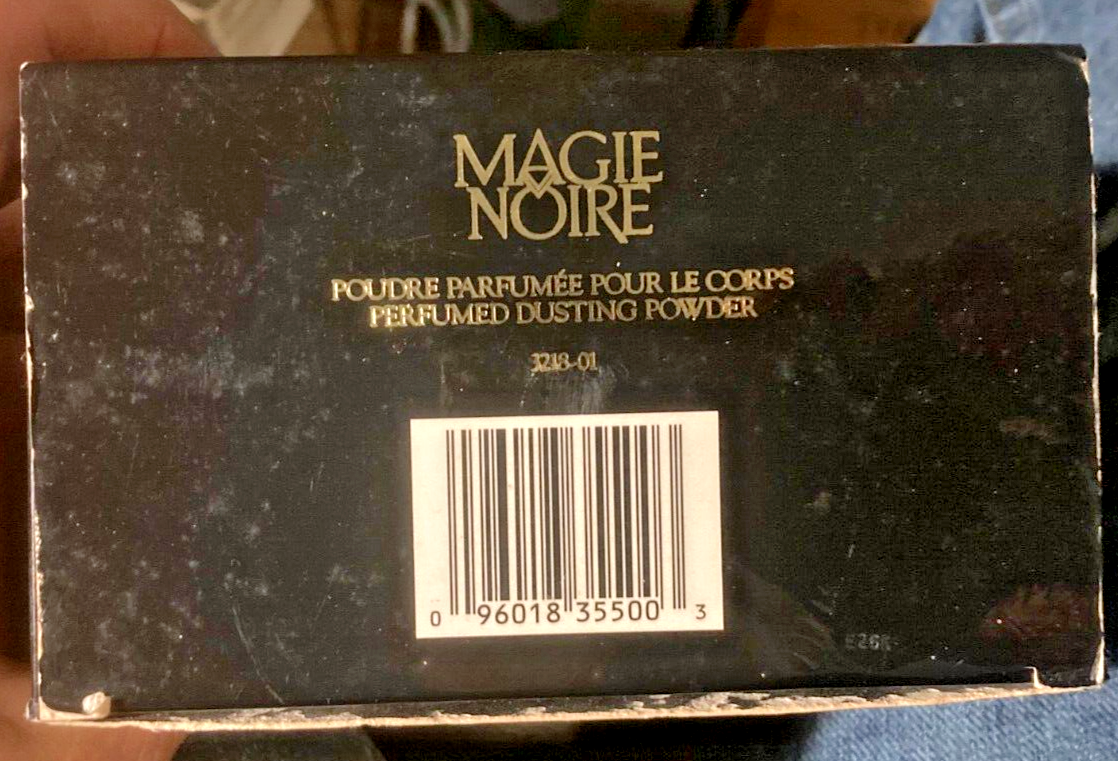 MAGIE
NOIRE
POUDRE PARFUMÉE POUR LE CORPS
PERFUMED DUSTING POWDER
3218-01
0 96018 35500 3